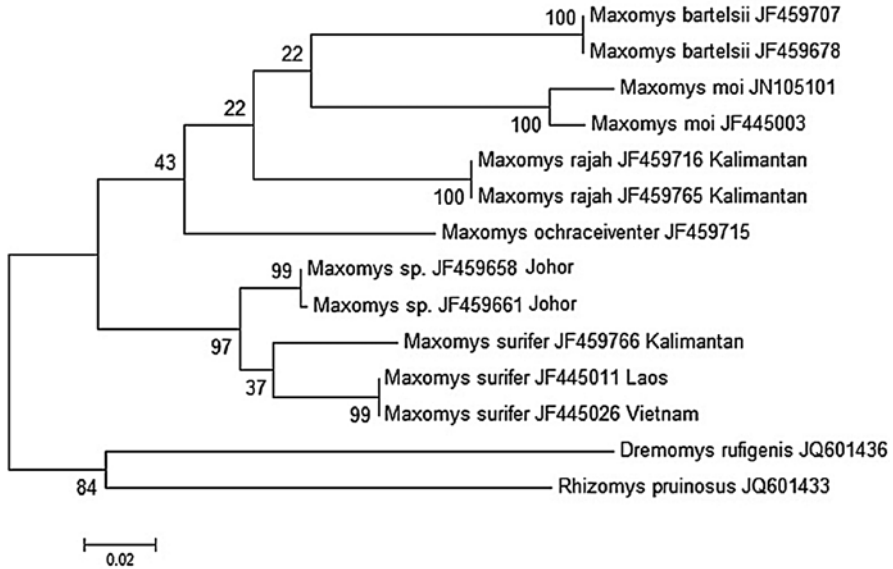 100
Maxomys bartelsii JF459707
Maxomys bartelsii JF459678
22
Maxomys moi JN105101
100
Maxomys moi JF445003
22
Maxomys rajah JF459716 Kalimantan
100
Maxomys rajah JF459765 Kalimantan
43
Maxomys ochraceiventer JF459715
99
Maxomys sp. JF459658 Johor
Maxomys sp. JF459661 Johor
97
Maxomys surifer JF459766 Kalimantan
37
Maxomys surifer JF445011 Laos
99
Maxomys surifer JF445026 Vietnam
Dremomys rufigenis JQ601436
84
Rhizomys pruinosus JQ601433
0.02